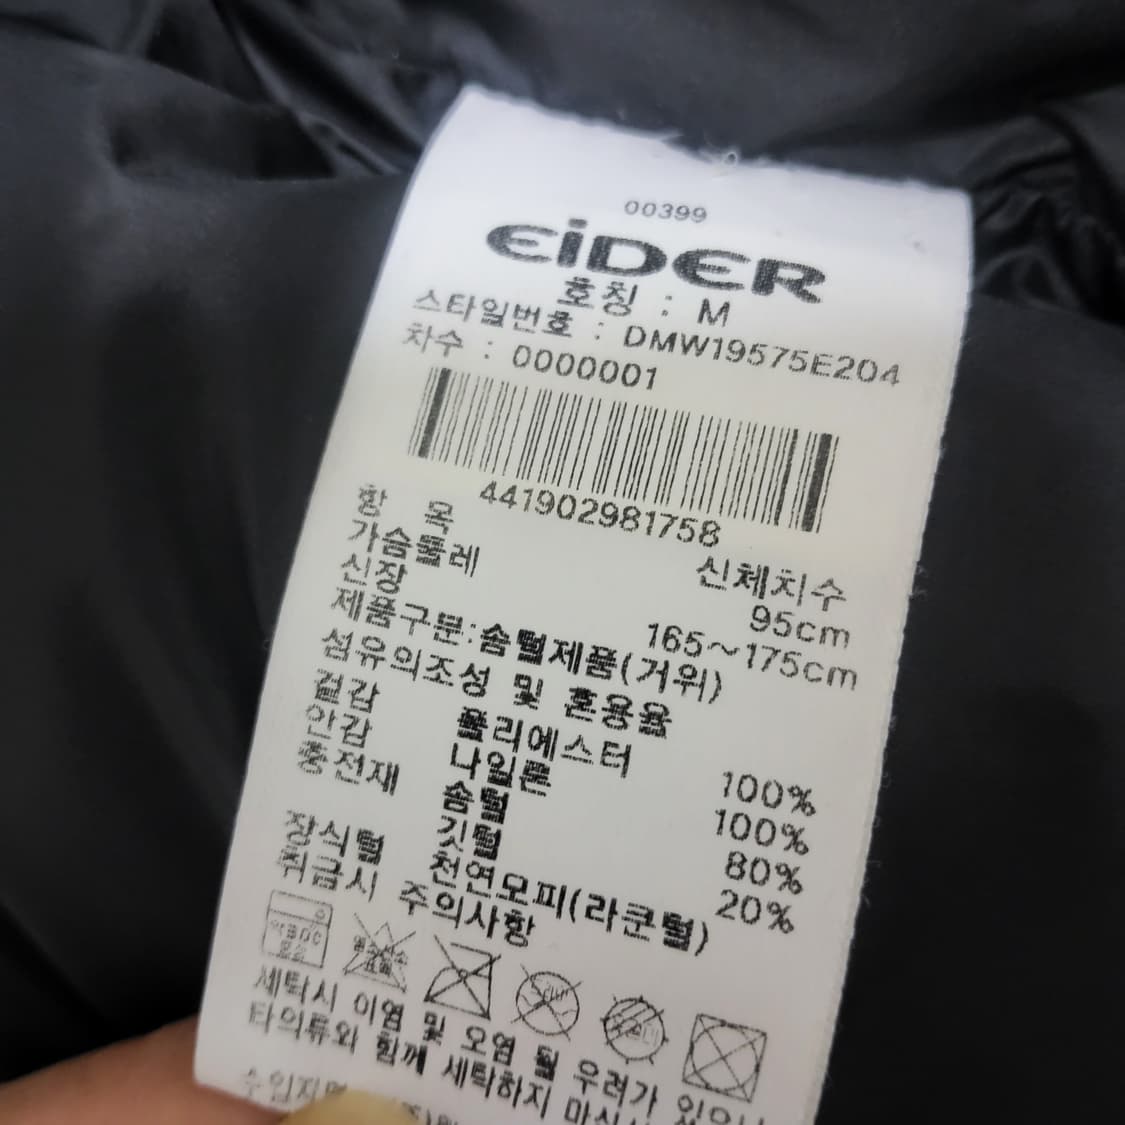 00399
EiDER
호칭 : M
스타일번호 : DMW19575E204
차수 : 0000001
441902981758
항 목 신체치수
가슴둘레 95cm
신장 165~175cm
제품구분:솜털제품(거위)
섬유의조성 및 혼용율
겉감 폴리에스터 100%
안감 나일론 100%
충전재 솜털 80%
깃털 20%
장식털 천연모피(라쿤털)
취급시 주의사항
세탁시 이염 및 오염 될 우려가
타의류와 함께 세탁하지